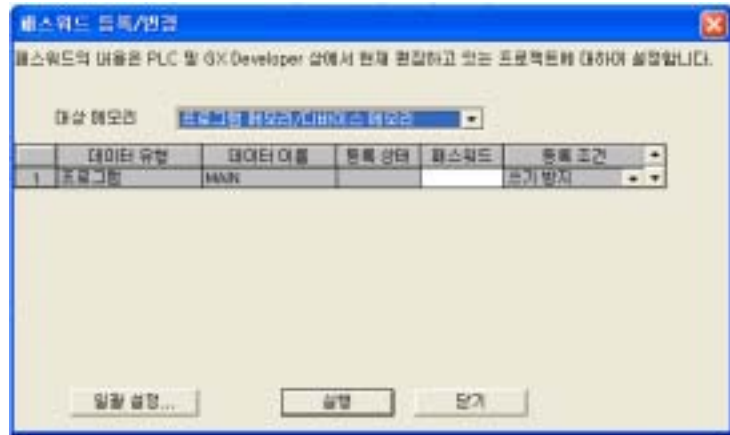 패스워드 등록/변경
패스워드의 내용은 PLC 및 GX Developer 상에서 현재 편집하고 있는 프로젝트에 대하여 설정합니다.
대상 메모리 프로그램 메모리/디바이스 메모리
데이터 유형 데이터 이름 등록 상태 패스워드 등록 조건
1 프로그램 MAIN 쓰기 방지
일괄 설정... 실행 닫기